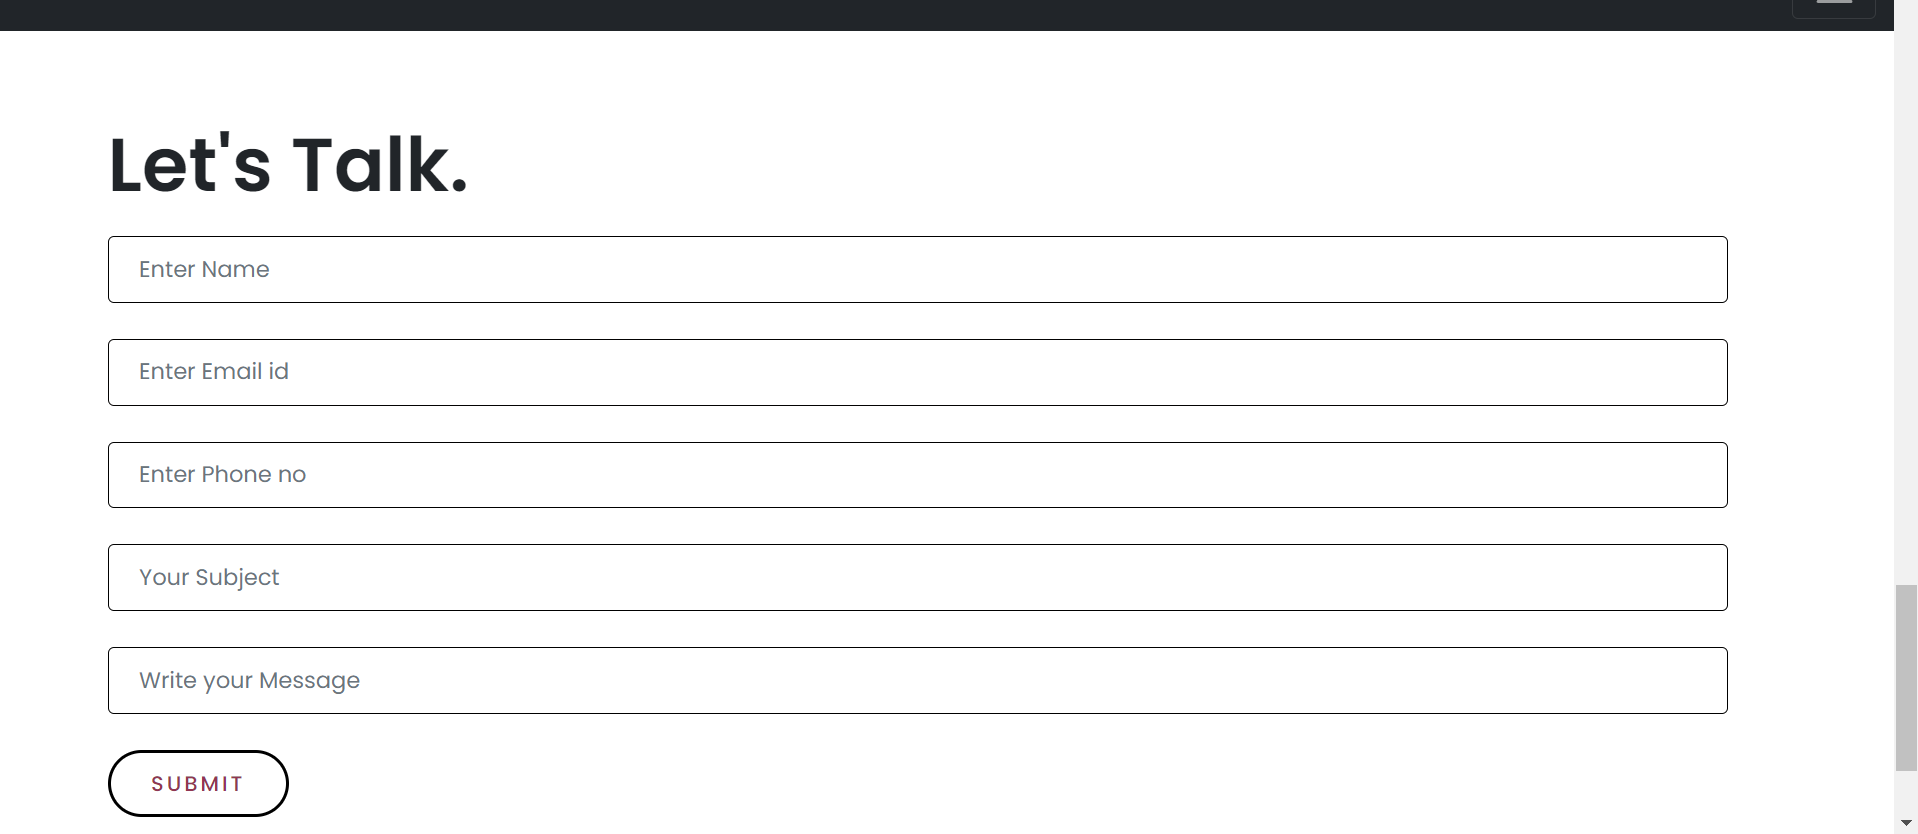 Let's Talk.
Enter Name
Enter Email id
Enter Phone no
Your Subject
Write your Message
SUBMIT